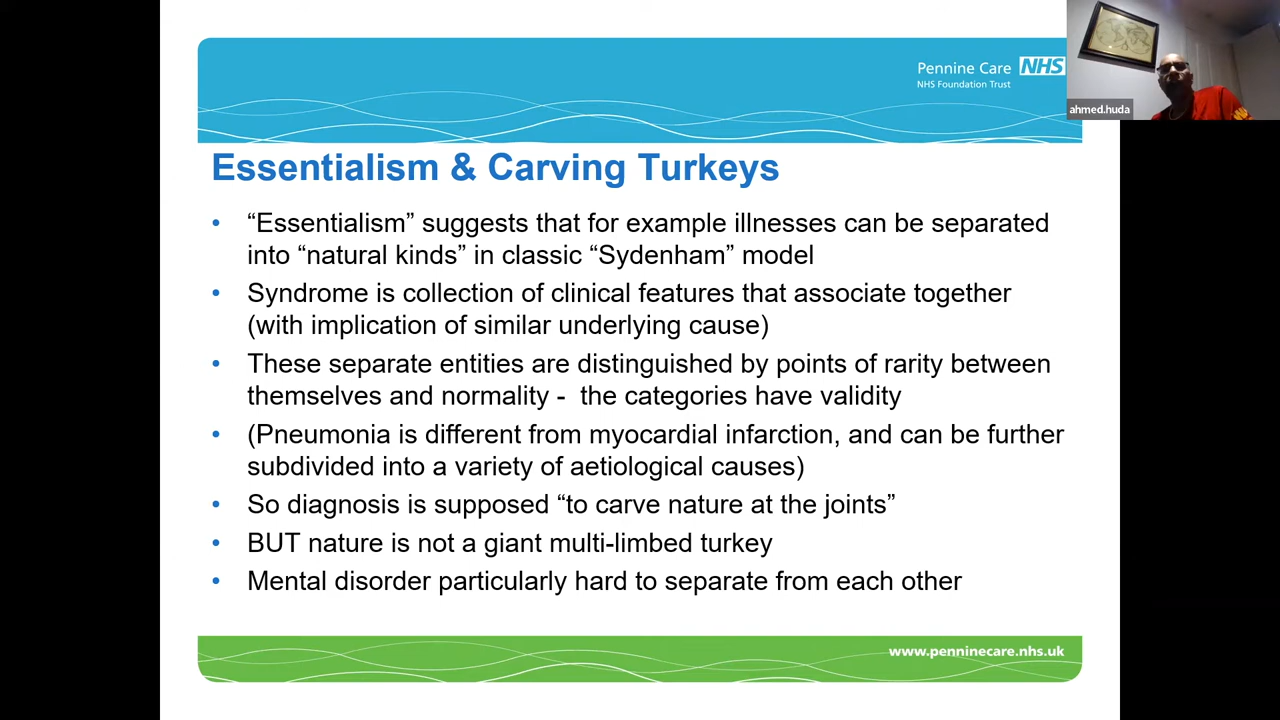 Pennine Care NHS
NHS Foundation Trust
ahmed.huda
Essentialism & Carving Turkeys
• “Essentialism” suggests that for example illnesses can be separated
into “natural kinds” in classic “Sydenham” model
• Syndrome is collection of clinical features that associate together
(with implication of similar underlying cause)
• These separate entities are distinguished by points of rarity between
themselves and normality -  the categories have validity
• (Pneumonia is different from myocardial infarction, and can be further
subdivided into a variety of aetiological causes)
• So diagnosis is supposed “to carve nature at the joints”
• BUT nature is not a giant multi-limbed turkey
• Mental disorder particularly hard to separate from each other
www.penninecare.nhs.uk